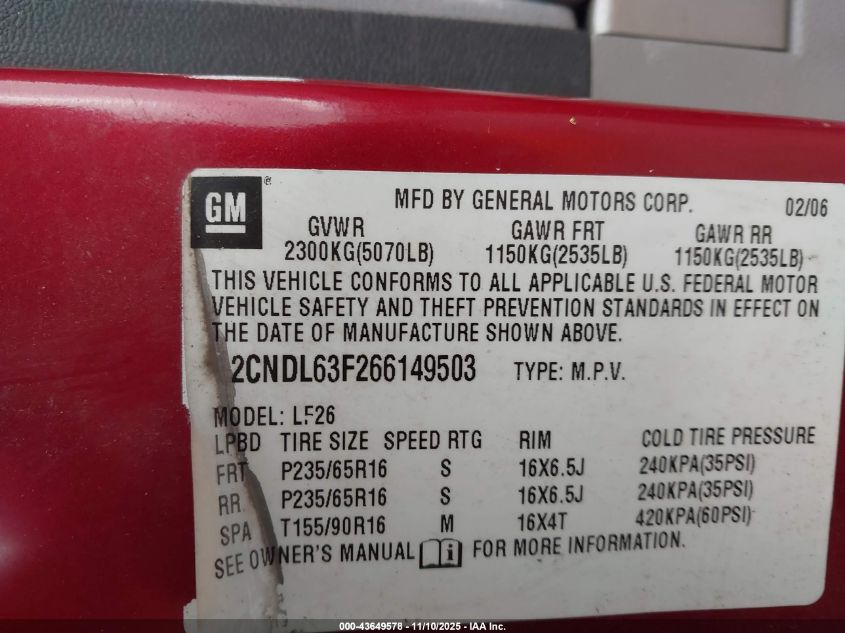 GM ®
MFD BY GENERAL MOTORS CORP. 02/06
GVWR GAWR FRT GAWR RR
2300KG(5070LB) 1150KG(2535LB) 1150KG(2535LB)
THIS VEHICLE CONFORMS TO ALL APPLICABLE U.S. FEDERAL MOTOR
VEHICLE SAFETY AND THEFT PREVENTION STANDARDS IN EFFECT ON
THE DATE OF MANUFACTURE SHOWN ABOVE.
2CNDL63F266149503 TYPE: M.P.V.
MODEL: LF26
LPBD TIRE SIZE SPEED RTG RIM COLD TIRE PRESSURE
FRT P235/65R16 S 16X6.5J 240KPA(35PSI)
RR P235/65R16 S 16X6.5J 240KPA(35PSI)
SPA T155/90R16 M 16X4T 420KPA(60PSI)
SEE OWNER'S MANUAL i FOR MORE INFORMATION.
000-43649578 - 11/10/2025 - IAA Inc.